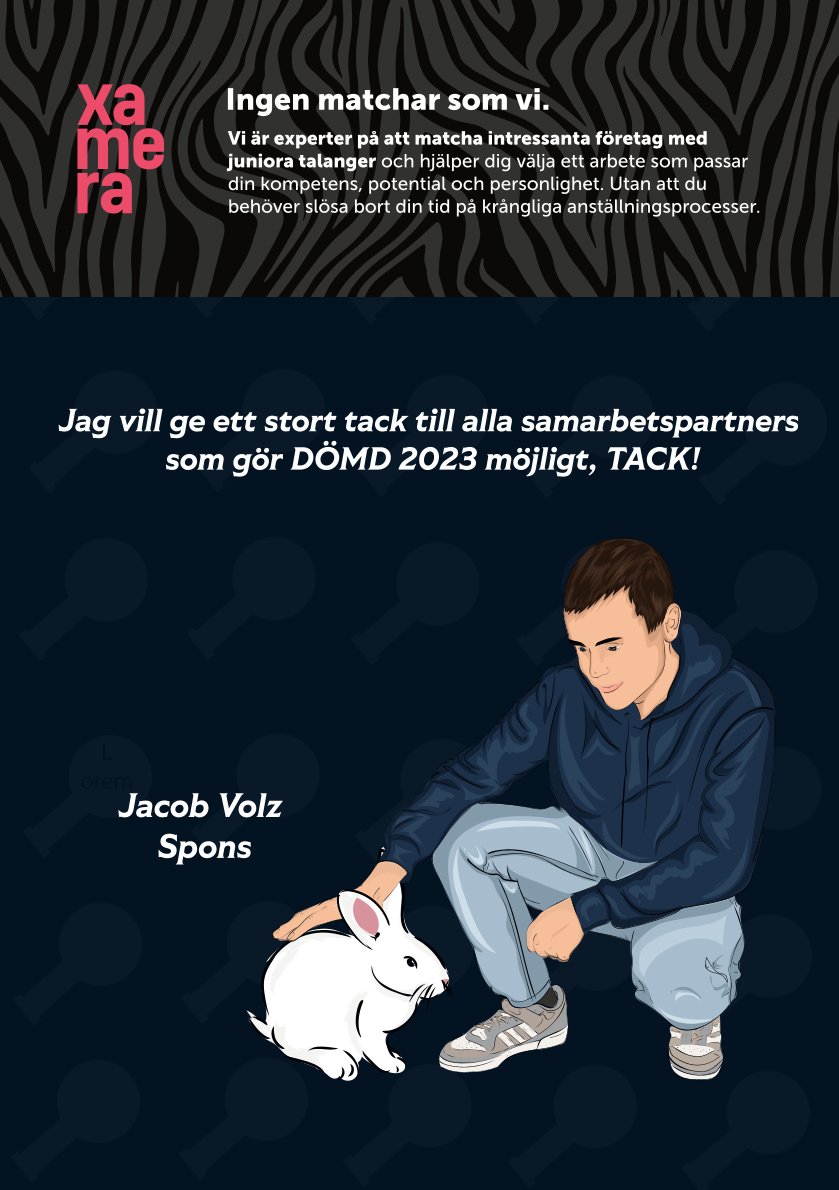 xa
me
ra
Ingen matchar som vi.
Vi är experter på att matcha intressanta företag med
juniora talanger och hjälper dig välja ett arbete som passar
din kompetens, potential och personlighet. Utan att du
behöver slösa bort din tid på krångliga anställningsprocesser.
Jag vill ge ett stort tack till alla samarbetspartners
som gör DÖMD 2023 möjligt, TACK!
L
orem
Jacob Volz
Spons